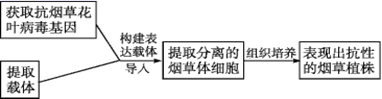 获取抗烟草花
叶病毒基因
提取
载体
构建表
达载体
导人
提取分离的
烟草体细胞
组织培养
表现出抗性
的烟草植株